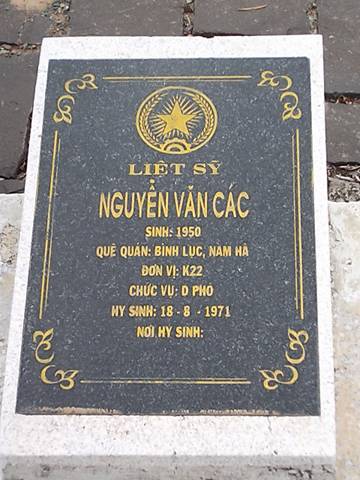 LIỆT SỸ
NGUYỄN VĂN CÁC
SINH: 1950
QUÊ QUÁN: BÌNH LỤC, NAM HÀ
ĐƠN VỊ: K22
CHỨC VỤ: D PHÓ
HY SINH: 18 - 8 - 1971
NƠI HY SINH: